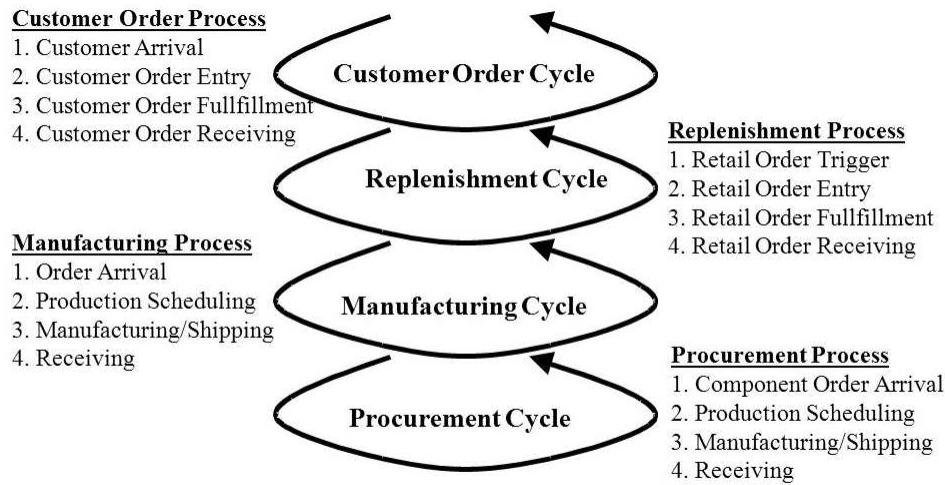 Customer Order Process
1. Customer Arrival
2. Customer Order Entry
3. Customer Order Fullfillment
4. Customer Order Receiving
Customer Order Cycle
Replenishment Process
1. Retail Order Trigger
2. Retail Order Entry
3. Retail Order Fullfillment
4. Retail Order Receiving
Replenishment Cycle
Manufacturing Process
1. Order Arrival
2. Production Scheduling
3. Manufacturing/Shipping
4. Receiving
Manufacturing Cycle
Procurement Process
1. Component Order Arrival
2. Production Scheduling
3. Manufacturing/Shipping
4. Receiving
Procurement Cycle